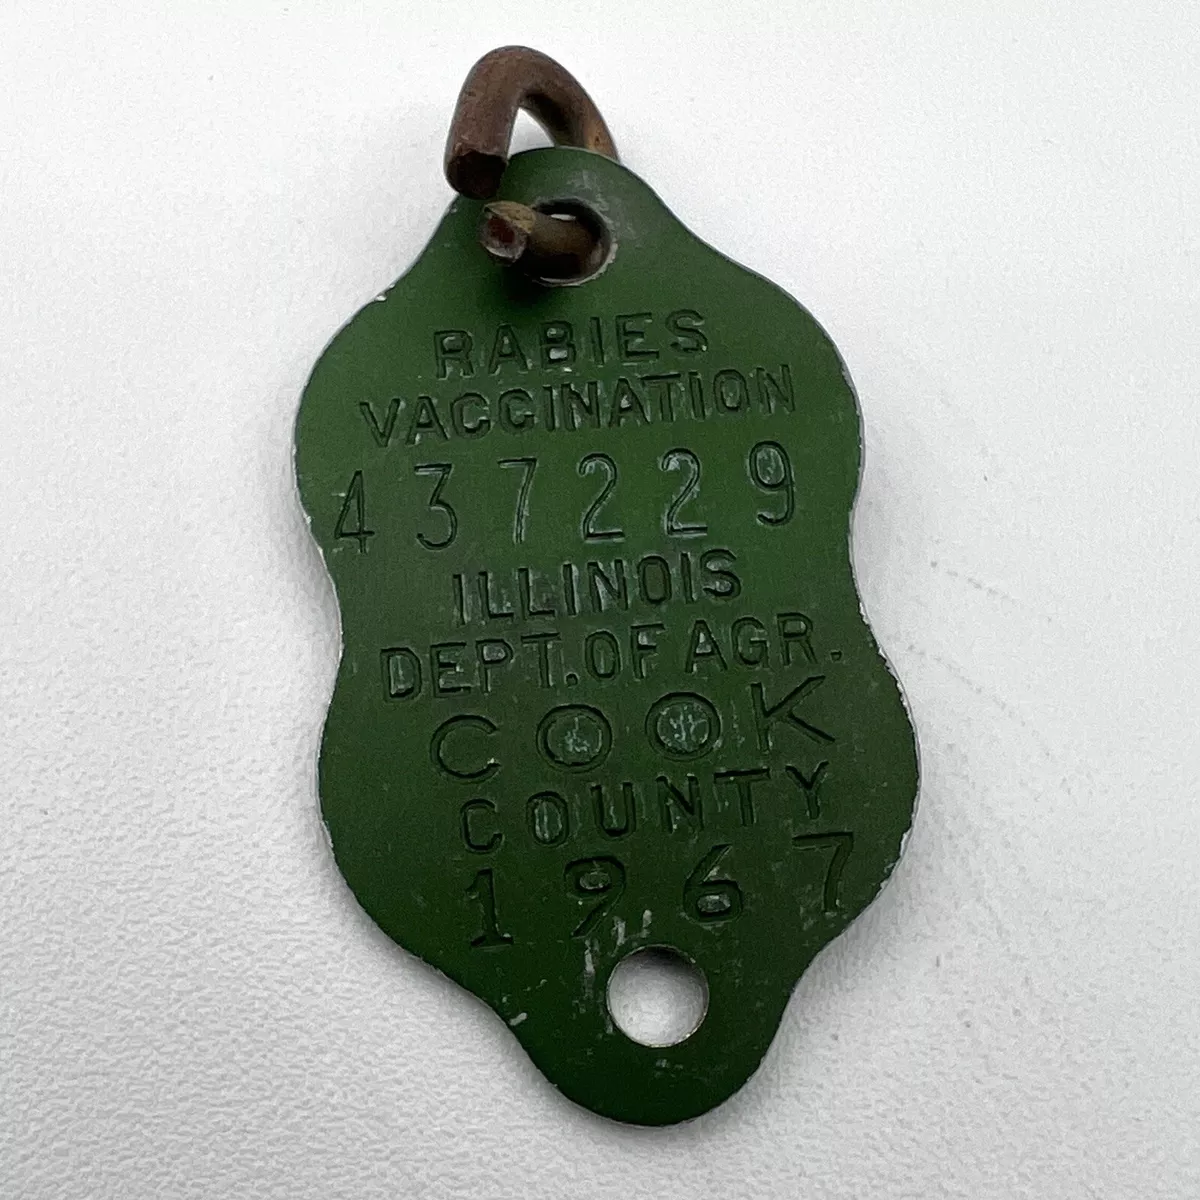 RABIES
VACCINATION
437229
ILLINOIS
DEPT. OF AGR.
COOK
COUNTY
1967